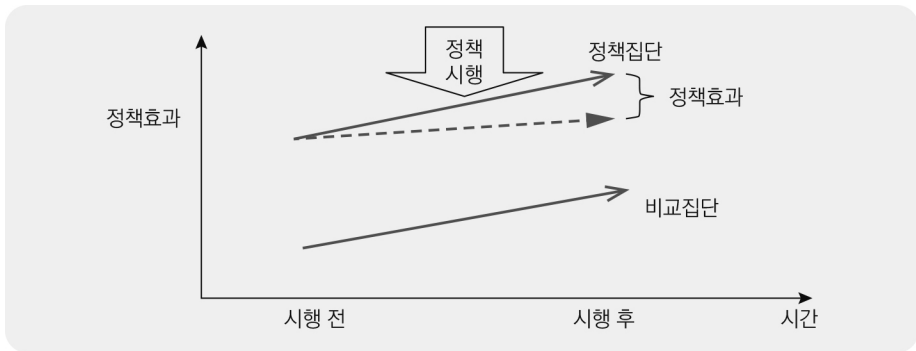 정책
시행
정책집단
정책효과
정책효과
비교집단
시행 전
시행 후
시간